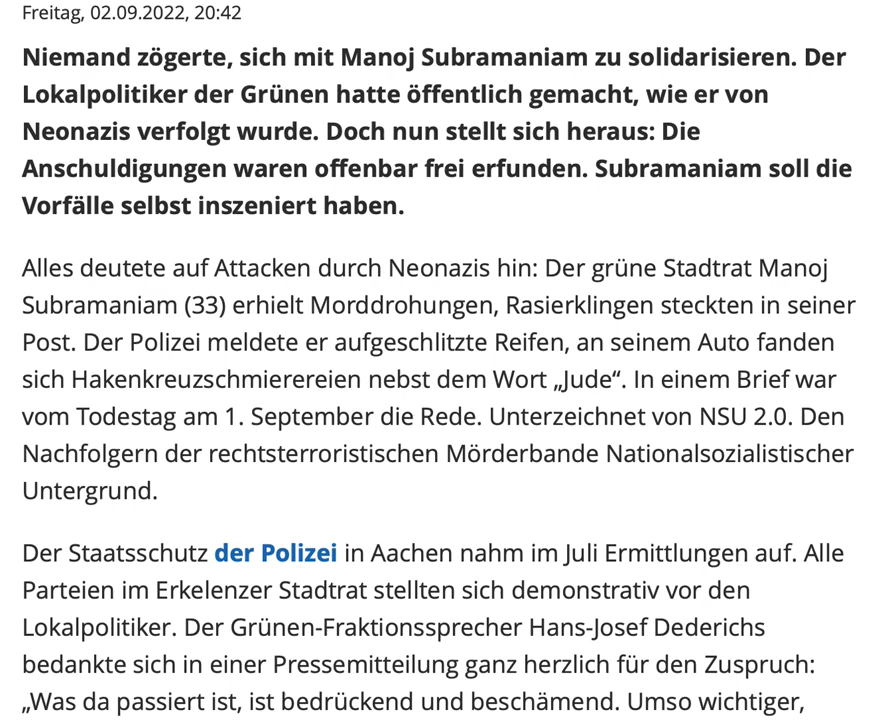 Freitag, 02.09.2022, 20:42
Niemand zögerte, sich mit Manoj Subramaniam zu solidarisieren. Der
Lokalpolitiker der Grünen hatte öffentlich gemacht, wie er von
Neonazis verfolgt wurde. Doch nun stellt sich heraus: Die
Anschuldigungen waren offenbar frei erfunden. Subramaniam soll die
Vorfälle selbst inszeniert haben.
Alles deutete auf Attacken durch Neonazis hin: Der grüne Stadtrat Manoj
Subramaniam (33) erhielt Morddrohungen, Rasierklingen steckten in seiner
Post. Der Polizei meldete er aufgeschlitzte Reifen, an seinem Auto fanden
sich Hakenkreuzschmierereien nebst dem Wort „Jude“. In einem Brief war
vom Todestag am 1. September die Rede. Unterzeichnet von NSU 2.0. Den
Nachfolgern der rechtsterroristischen Mörderbande Nationalsozialistischer
Untergrund.
Der Staatsschutz der Polizei in Aachen nahm im Juli Ermittlungen auf. Alle
Parteien im Erkelenzer Stadtrat stellten sich demonstrativ vor den
Lokalpolitiker. Der Grünen-Fraktionssprecher Hans-Josef Dederichs
bedankte sich in einer Pressemitteilung ganz herzlich für den Zuspruch:
„Was da passiert ist, ist bedrückend und beschämend. Umso wichtiger,